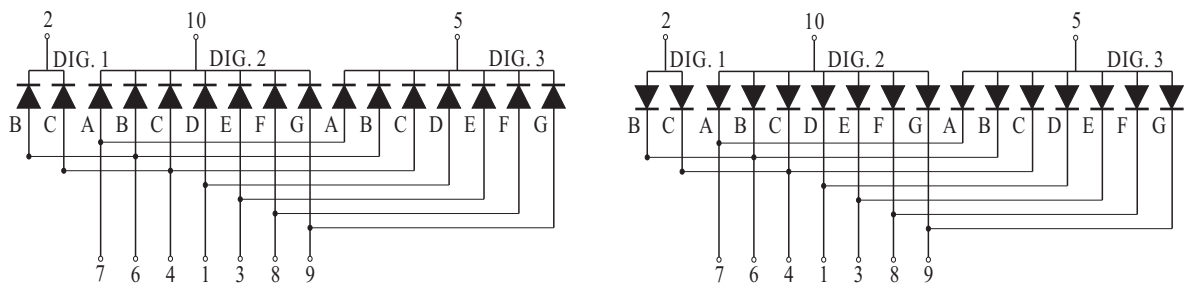 2 10 5 2 10 5
DIG. 1 DIG. 2 DIG. 3 DIG. 1 DIG. 2 DIG. 3
B C A B C D E F G A B C D E F G B C A B C D E F G A B C D E F G
7 6 4 1 3 8 9 7 6 4 1 3 8 9